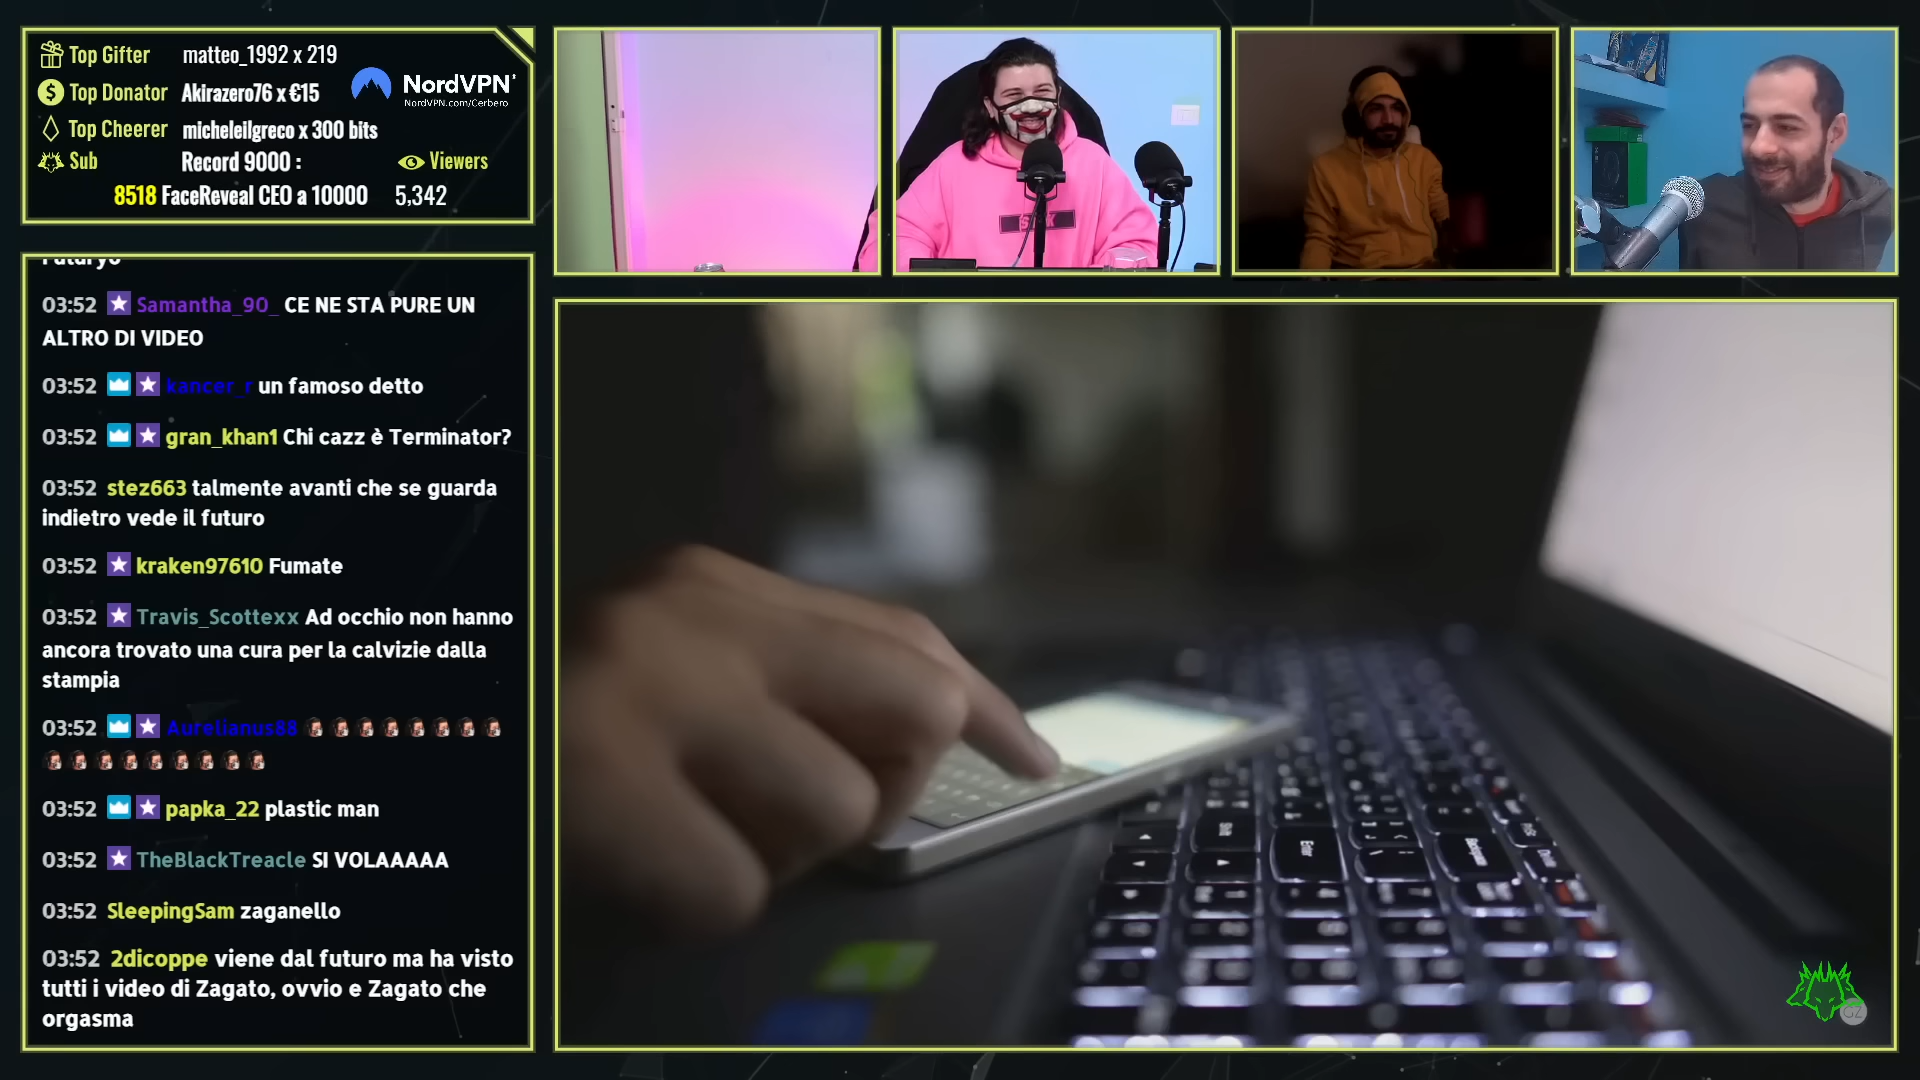 Top Gifter matteo_1992 x 219
Top Donator Akirazero76 x €15
NordVPN
NordVPN.com/Cerbero
Top Cheerer micheleilgreco x 300 bits
Sub Record 9000 : Viewers
8518 FaceReveal CEO a 10000 5,342
03:52 Samantha_90_ CE NE STA PURE UN
ALTRO DI VIDEO
03:52 kancer_r un famoso detto
03:52 gran_khan1 Chi cazz è Terminator?
03:52 stez663 talmente avanti che se guarda
indietro vede il futuro
03:52 kraken97610 Fumate
03:52 Travis_Scottexx Ad occhio non hanno
ancora trovato una cura per la calvizie dalla
stampia
03:52 Aurelianus88
03:52 papka_22 plastic man
03:52 TheBlackTreacle SI VOLAAAAA
03:52 SleepingSam zaganello
03:52 2dicoppe viene dal futuro ma ha visto
tutti i video di Zagato, ovvio e Zagato che
orgasma
Shift
Enter
Backspace
GZ